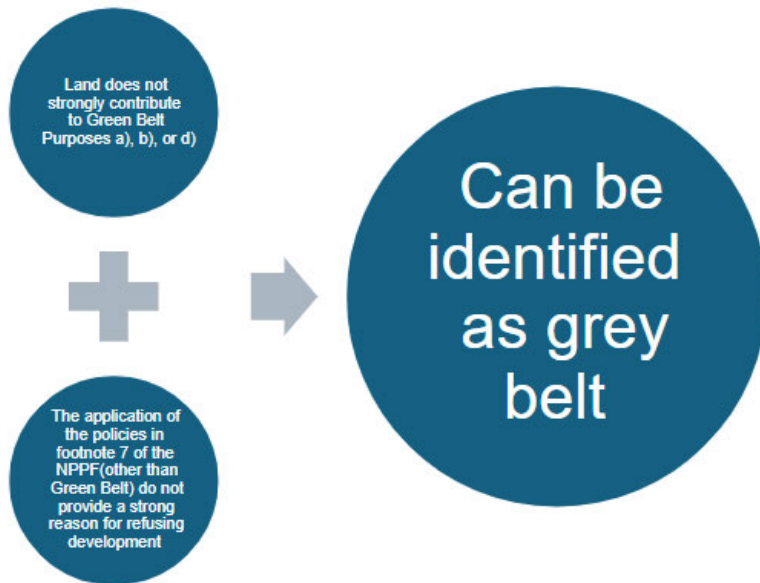 Land does not
strongly contribute
to Green Belt
Purposes a), b), or d)
The application of
the policies in
footnote 7 of the
NPPF(other than
Green Belt) do not
provide a strong
reason for refusing
development
Can be
identified
as grey
belt